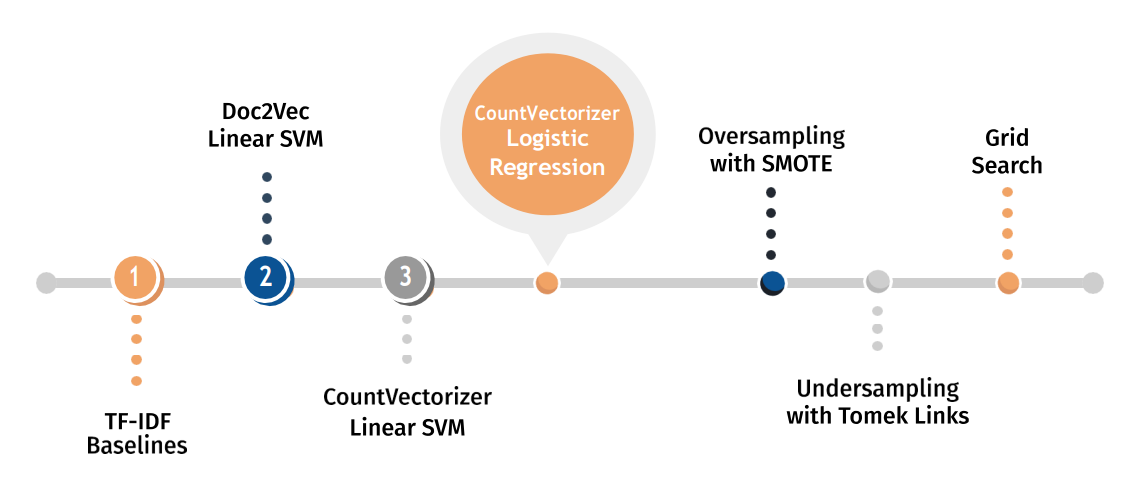 Doc2Vec
Linear SVM
CountVectorizer
Logistic
Regression
Oversampling
with SMOTE
Grid
Search
1
2
3
TF-IDF
Baselines
CountVectorizer
Linear SVM
Undersampling
with Tomek Links